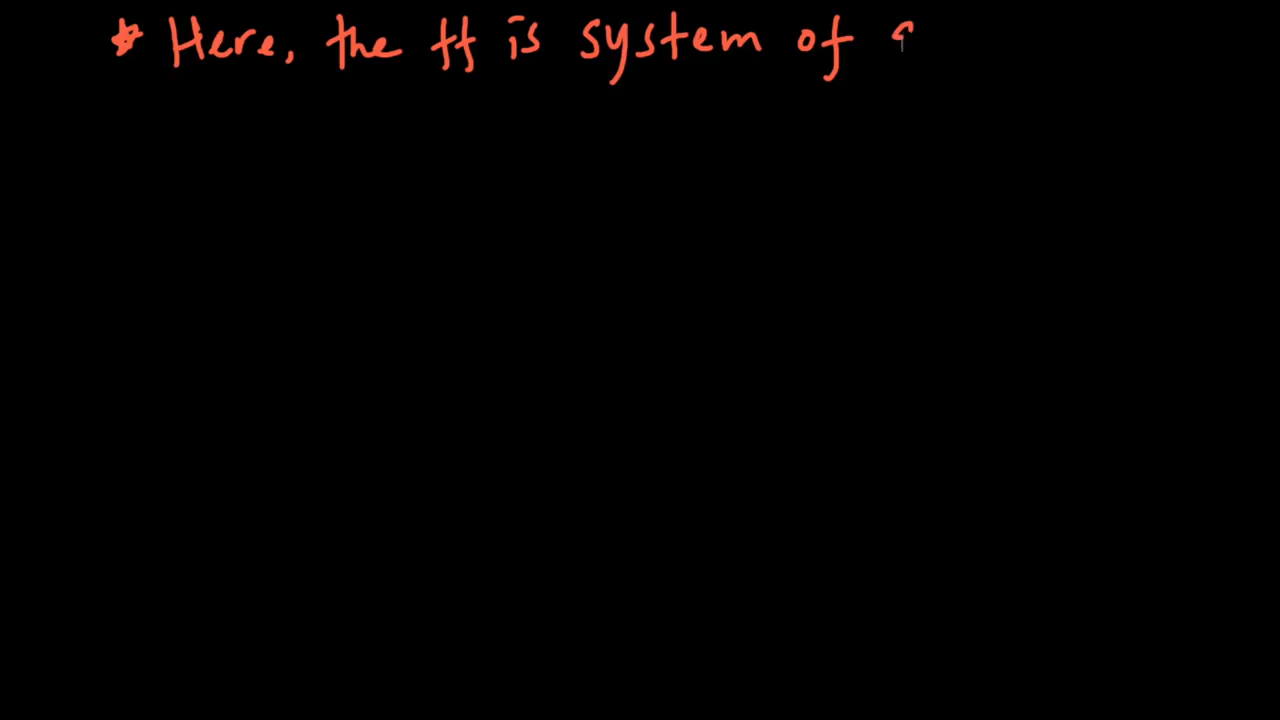 * Here, the tf is system of